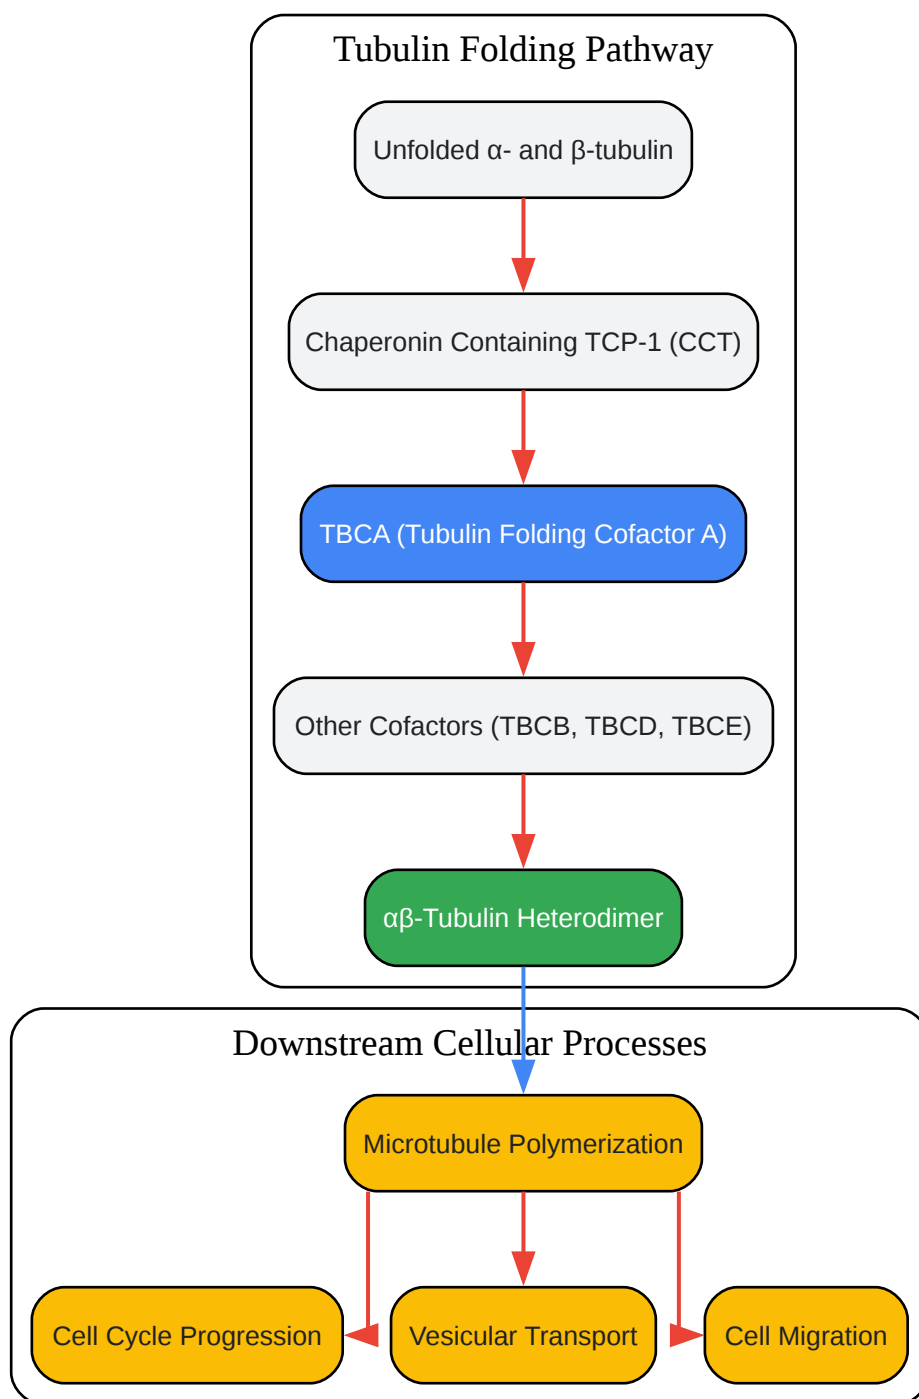 Tubulin Folding Pathway
Unfolded α- and β-tubulin
Chaperonin Containing TCP-1 (CCT)
TBCA (Tubulin Folding Cofactor A)
Other Cofactors (TBCB, TBCD, TBCE)
αβ-Tubulin Heterodimer
Downstream Cellular Processes
Microtubule Polymerization
Cell Cycle Progression
Vesicular Transport
Cell Migration